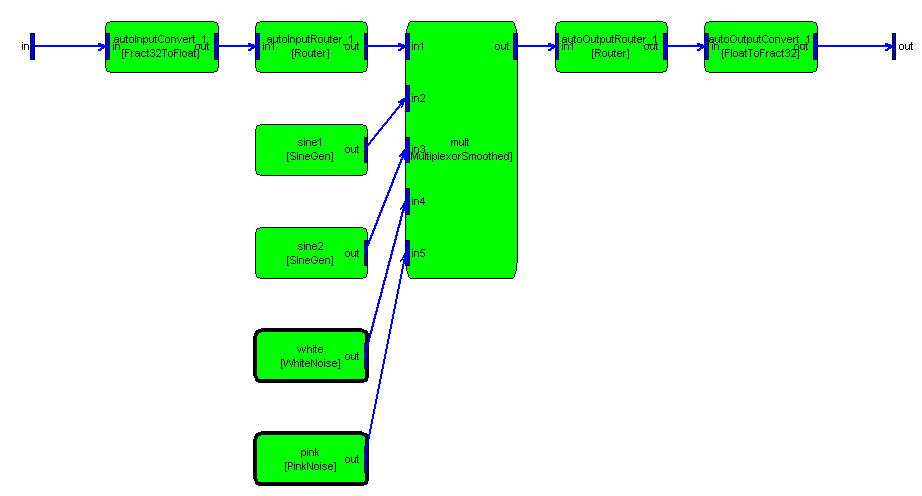 in
in autoInputConvert_1 out
[Fract32ToFloat]
in1 autoInputRouter_1 out
[Router]
in1 out
in2
in3 mult
MultiplexorSmoothed]
in4
in5
in1 autoOutputRouter_1
[Router]
in autoOutputConvert_1 out
[FloatToFract32]
out
sine1 out
[SineGen]
sine2 out
[SineGen]
white out
[WhiteNoise]
pink out
[PinkNoise]